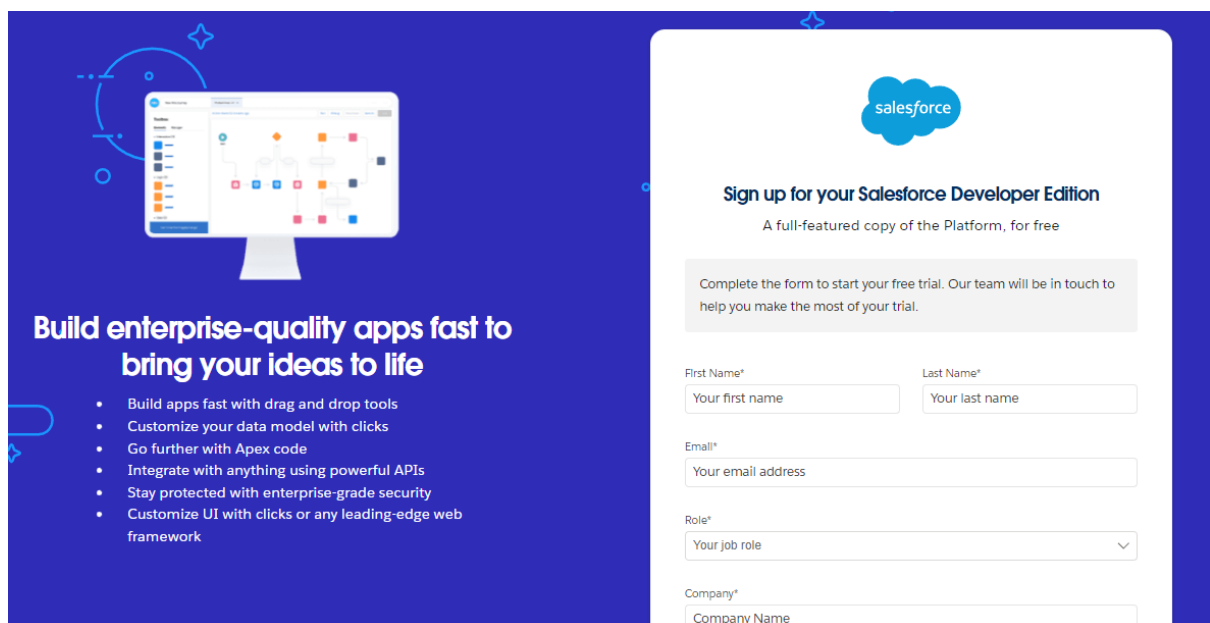 Build enterprise-quality apps fast to
bring your ideas to life
• Build apps fast with drag and drop tools
• Customize your data model with clicks
• Go further with Apex code
• Integrate with anything using powerful APIs
• Stay protected with enterprise-grade security
• Customize UI with clicks or any leading-edge web
framework
salesforce
Sign up for your Salesforce Developer Edition
A full-featured copy of the Platform, for free
Complete the form to start your free trial. Our team will be in touch to
help you make the most of your trial.
First Name* Last Name*
Your first name Your last name
Email*
Your email address
Role*
Your job role
Company*
Company Name